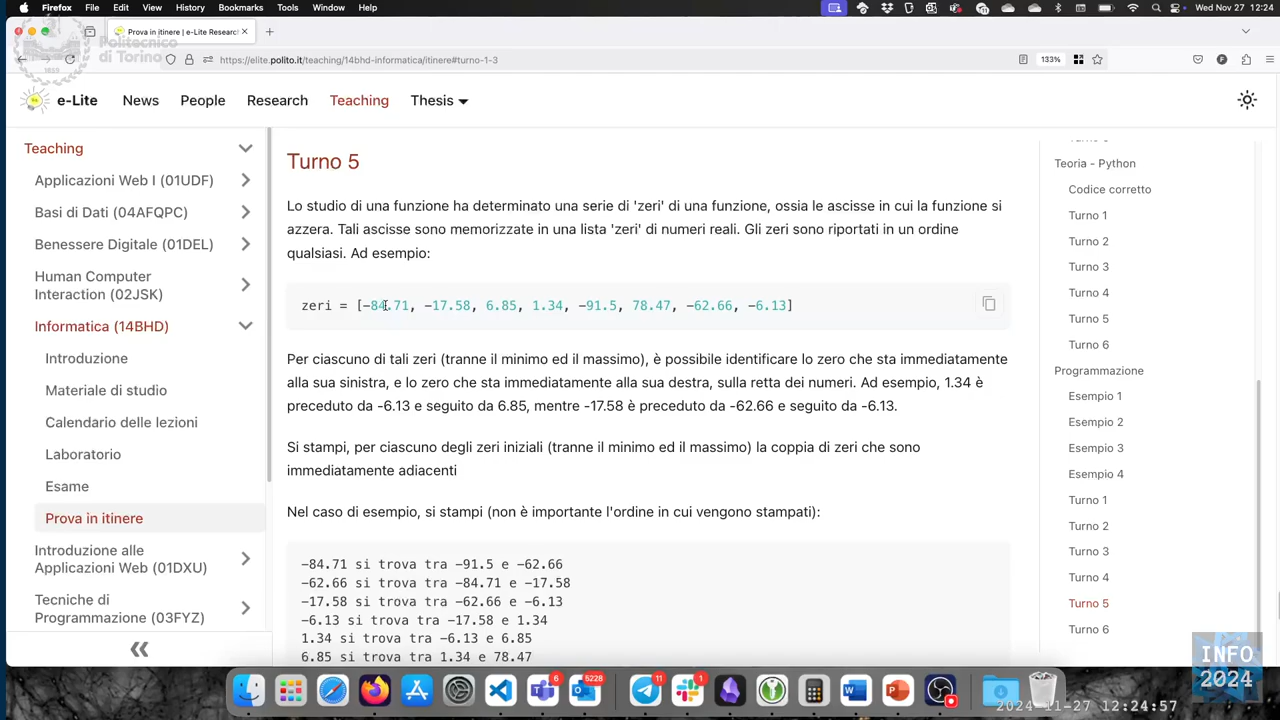 Firefox File Edit View History Bookmarks Tools Window Help
Wed Nov 27 12:24
Prova in itinere | e-Lite Resear
Politecnico
di Torino
https://elite.polito.it/teaching/14bhd-informatica/itinere#turno-1-3
133%
e-Lite News People Research Teaching Thesis
Teaching
Applicazioni Web I (01UDF)
Basi di Dati (04AFQPC)
Benessere Digitale (01DEL)
Human Computer
Interaction (02JSK)
Informatica (14BHD)
Introduzione
Materiale di studio
Calendario delle lezioni
Laboratorio
Esame
Prova in itinere
Introduzione alle
Applicazioni Web (01DXU)
Tecniche di
Programmazione (03FYZ)
Turno 5
Lo studio di una funzione ha determinato una serie di 'zeri' di una funzione, ossia le ascisse in cui la funzione si
azzera. Tali ascisse sono memorizzate in una lista 'zeri' di numeri reali. Gli zeri sono riportati in un ordine
qualsiasi. Ad esempio:
zeri = [-84.71, -17.58, 6.85, 1.34, -91.5, 78.47, -62.66, -6.13]
Per ciascuno di tali zeri (tranne il minimo ed il massimo), è possibile identificare lo zero che sta immediatamente
alla sua sinistra, e lo zero che sta immediatamente alla sua destra, sulla retta dei numeri. Ad esempio, 1.34 è
preceduto da -6.13 e seguito da 6.85, mentre -17.58 è preceduto da -62.66 e seguito da -6.13.
Si stampi, per ciascuno degli zeri iniziali (tranne il minimo ed il massimo) la coppia di zeri che sono
immediatamente adiacenti
Nel caso di esempio, si stampi (non è importante l'ordine in cui vengono stampati):
-84.71 si trova tra -91.5 e -62.66
-62.66 si trova tra -84.71 e -17.58
-17.58 si trova tra -62.66 e -6.13
-6.13 si trova tra -17.58 e 1.34
1.34 si trova tra -6.13 e 6.85
6.85 si trova tra 1.34 e 78.47
Teoria - Python
Codice corretto
Turno 1
Turno 2
Turno 3
Turno 4
Turno 5
Turno 6
Programmazione
Esempio 1
Esempio 2
Esempio 3
Esempio 4
Turno 1
Turno 2
Turno 3
Turno 4
Turno 5
Turno 6
INFO
2024
6
5228
11
1
2024-11-27 12:24:57